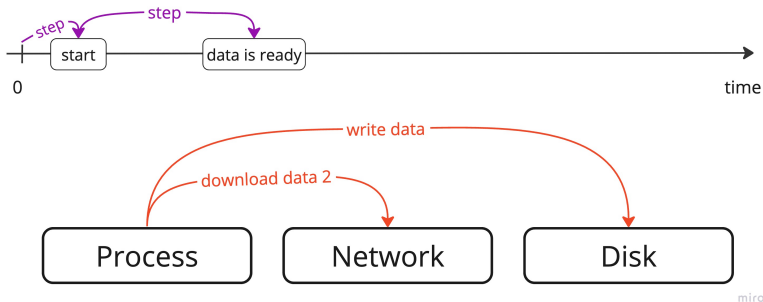 step
step
start
data is ready
0
time
write data
download data 2
Process
Network
Disk
miro